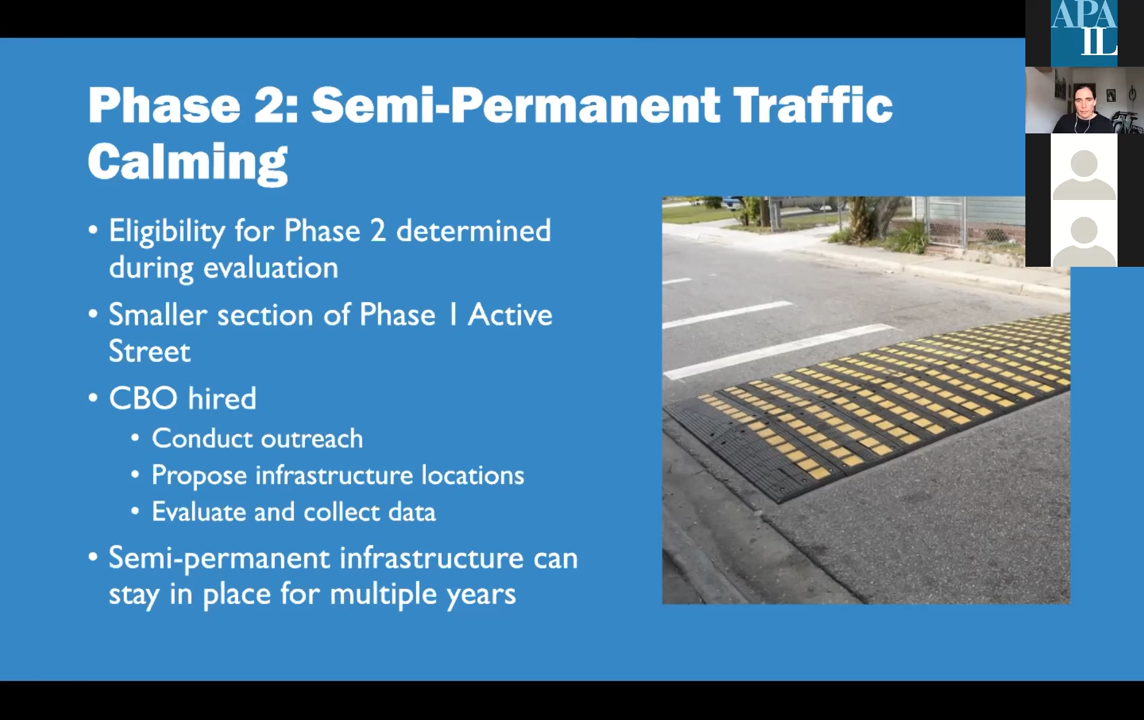 APA
IL
Phase 2: Semi-Permanent Traffic
Calming
• Eligibility for Phase 2 determined
during evaluation
• Smaller section of Phase 1 Active
Street
• CBO hired
• Conduct outreach
• Propose infrastructure locations
• Evaluate and collect data
• Semi-permanent infrastructure can
stay in place for multiple years